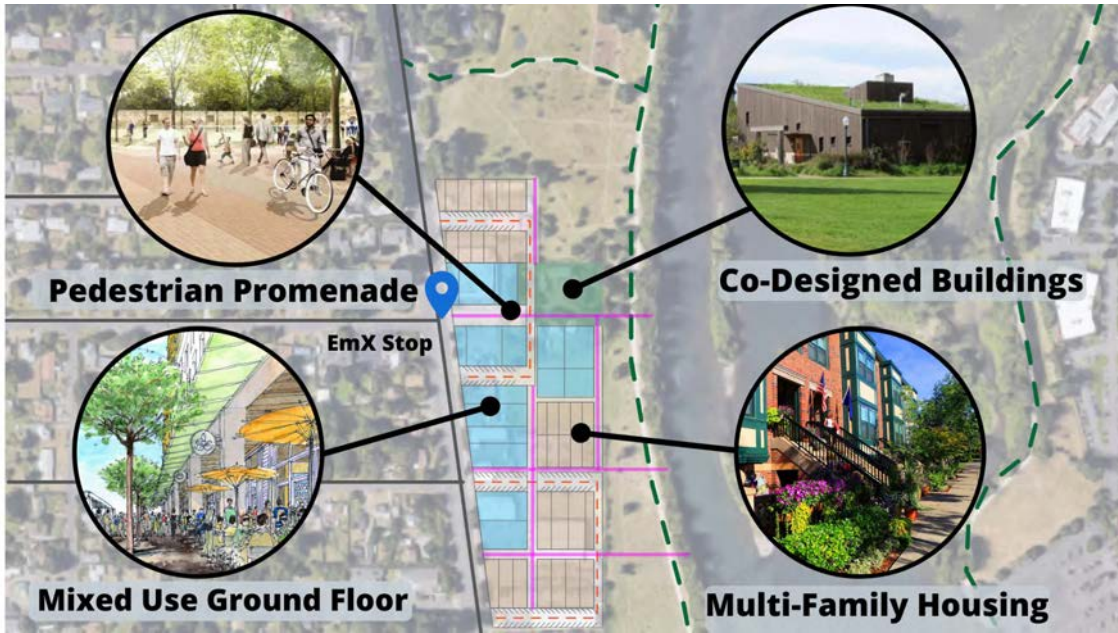 Pedestrian Promenade
Co-Designed Buildings
EmX Stop
Mixed Use Ground Floor
Multi-Family Housing